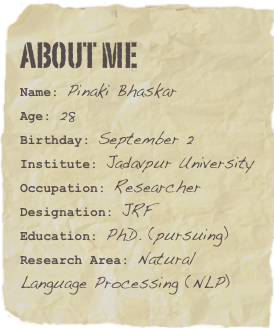 ABOUT ME
Name: Pinaki Bhaskar
Age: 28
Birthday: September 2
Institute: Jadavpur University
Occupation: Researcher
Designation: JRF
Education: PhD. (pursuing)
Research Area: Natural
Language Processing (NLP)